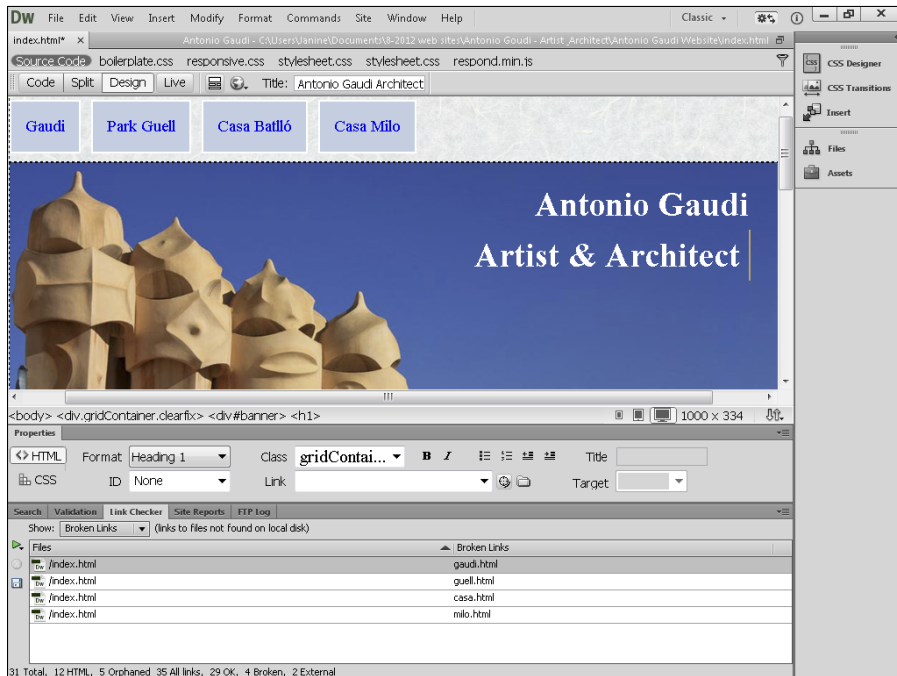 DW File Edit View Insert Modify Format Commands Site Window Help Classic
index.html* × Antonio Gaudi - C:\Users\Janine\Documents\8-2012 web sites\Antonio Goudi - Artist_Architect\Antonio Gaudi Website\index.html
Source Code boilerplate.css responsive.css stylesheet.css stylesheet.css respond.min.js
Code Split Design Live Title: Antonio Gaudi Architect
CSS Designer
CSS Transitions
Insert
Files
Assets
Gaudi Park Guell Casa Batlló Casa Milo
Antonio Gaudi
Artist & Architect
<body> <div.gridContainer.clearfix> <div#banner> <h1> 1000 x 334
Properties
<> HTML Format Heading 1 Class gridContai... B I Title
CSS ID None Link Target
Search Validation Link Checker Site Reports FTP Log
Show: Broken Links (links to files not found on local disk)
Files Broken Links
/index.html gaudi.html
/index.html guell.html
/index.html casa.html
/index.html milo.html
31 Total, 12 HTML, 5 Orphaned 35 All links, 29 OK, 4 Broken, 2 External